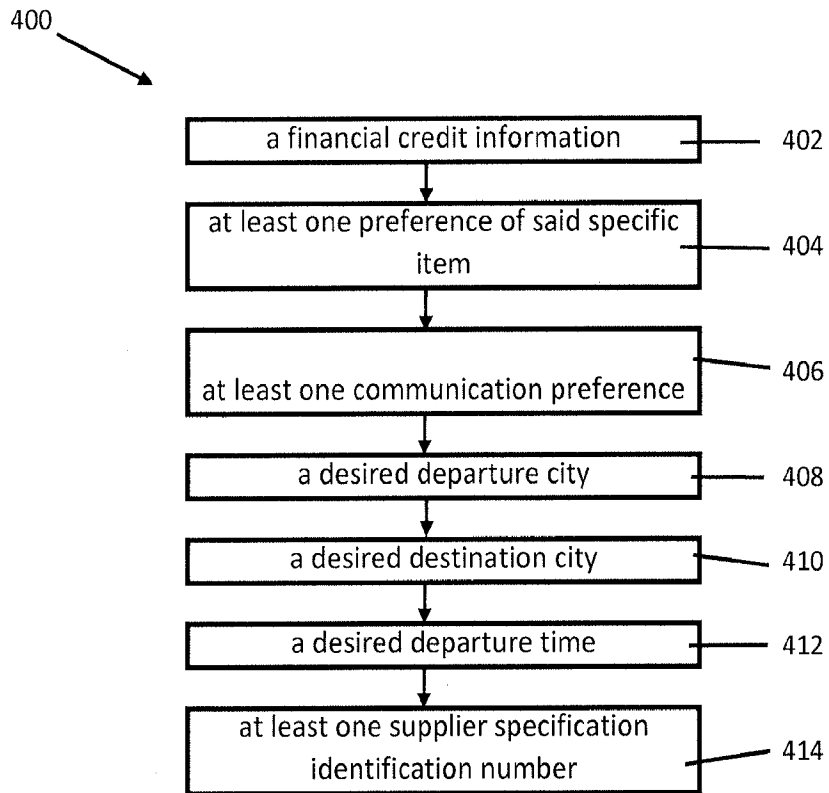 400
a financial credit information
402
at least one preference of said specific
item
404
at least one communication preference
406
a desired departure city
408
a desired destination city
410
a desired departure time
412
at least one supplier specification
identification number
414